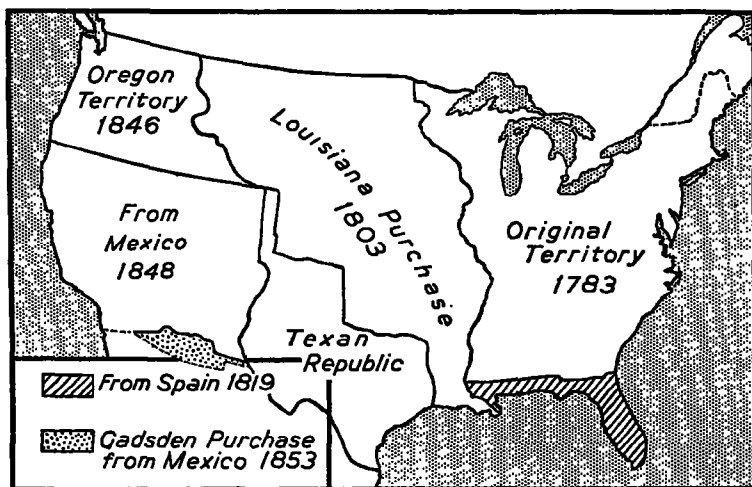 Oregon
Territory
1846
Louisiana Purchase
1803
From
Mexico
1848
Original
Territory
1783
Texan
Republic
From Spain 1819
Gadsden Purchase
from Mexico 1853